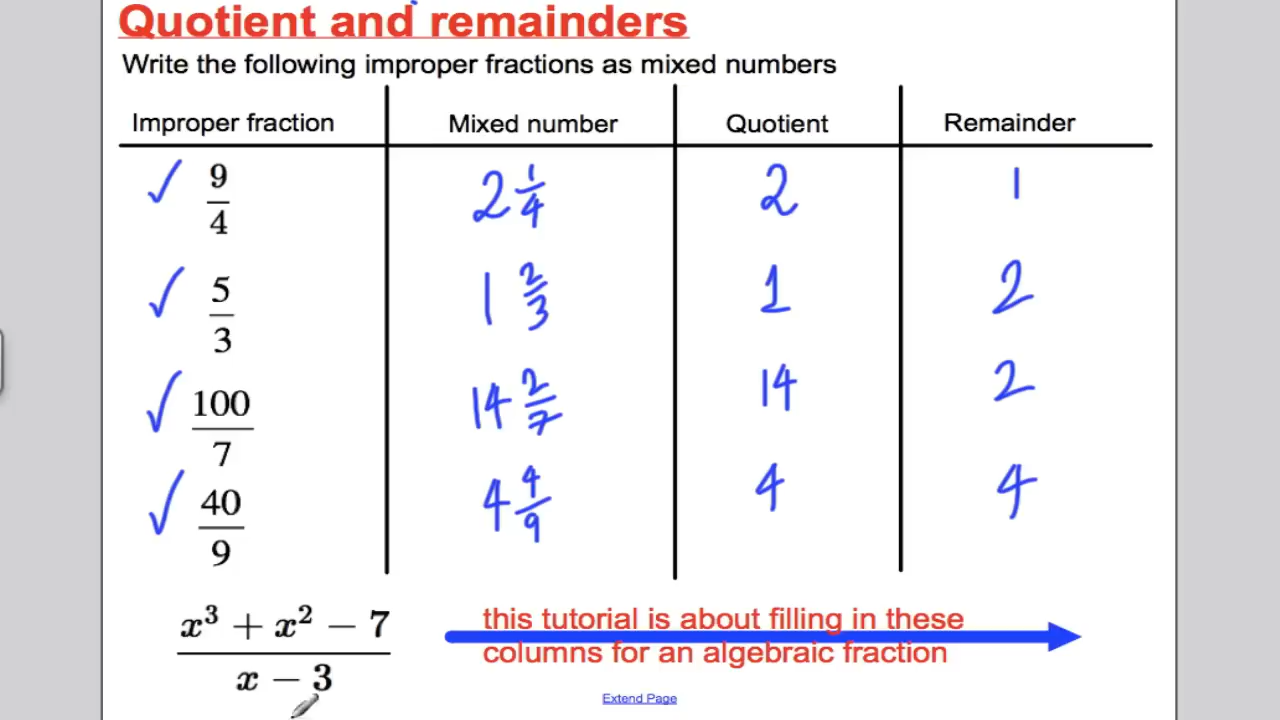 Quotient and remainders
Write the following improper fractions as mixed numbers
Improper fraction Mixed number Quotient Remainder
✓ 9/4 2 1/4 2 1
✓ 5/3 1 2/3 1 2
✓ 100/7 14 2/7 14 2
✓ 40/9 4 4/9 4 4
x³ + x² − 7
x − 3
this tutorial is about filling in these
columns for an algebraic fraction
Extend Page